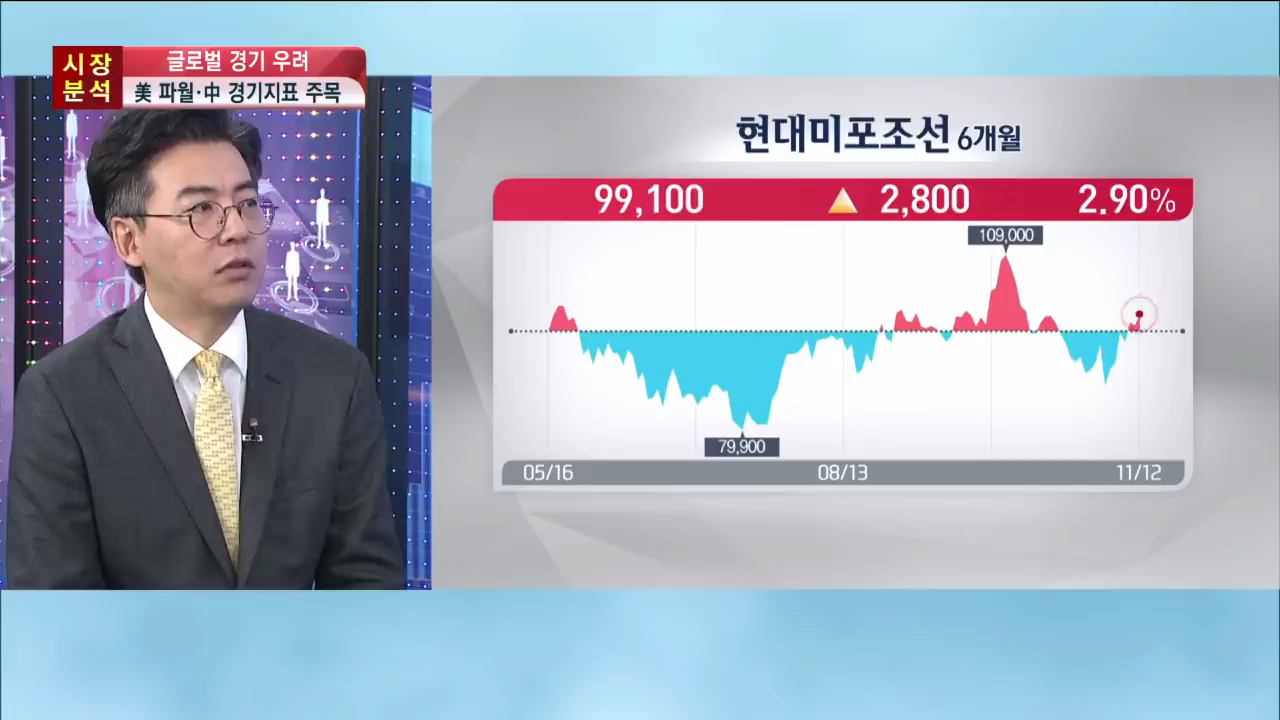 시장
분석
글로벌 경기 우려
美 파월·中 경기지표 주목
현대미포조선 6개월
99,100 2,800 2.90%
109,000
79,900
05/16 08/13 11/12